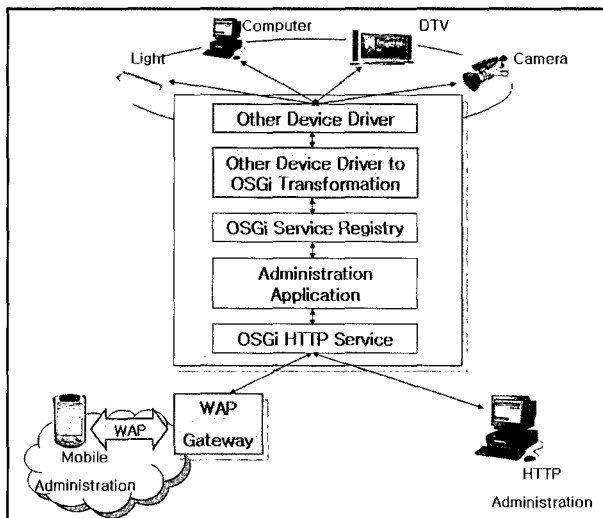 Computer
DTV
Light
Camera
Other Device Driver
Other Device Driver to
OSGi Transformation
OSGi Service Registry
Administration
Application
OSGi HTTP Service
WAP
Gateway
WAP
Mobile
Administration
HTTP
Administration